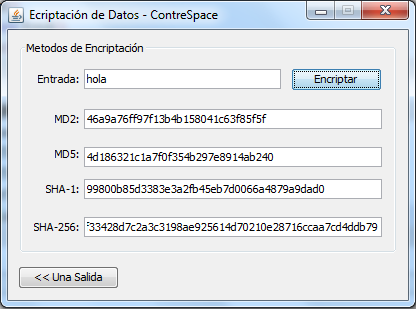 Ecriptación de Datos - ContreSpace
Metodos de Encriptación
Entrada: hola Encriptar
MD2: 46a9a76ff97f13b4b158041c63f85f5f
MD5: 4d186321c1a7f0f354b297e8914ab240
SHA-1: 99800b85d3383e3a2fb45eb7d0066a4879a9dad0
SHA-256: 33428d7c2a3c3198ae925614d70210e28716ccaa7cd4ddb79
<< Una Salida